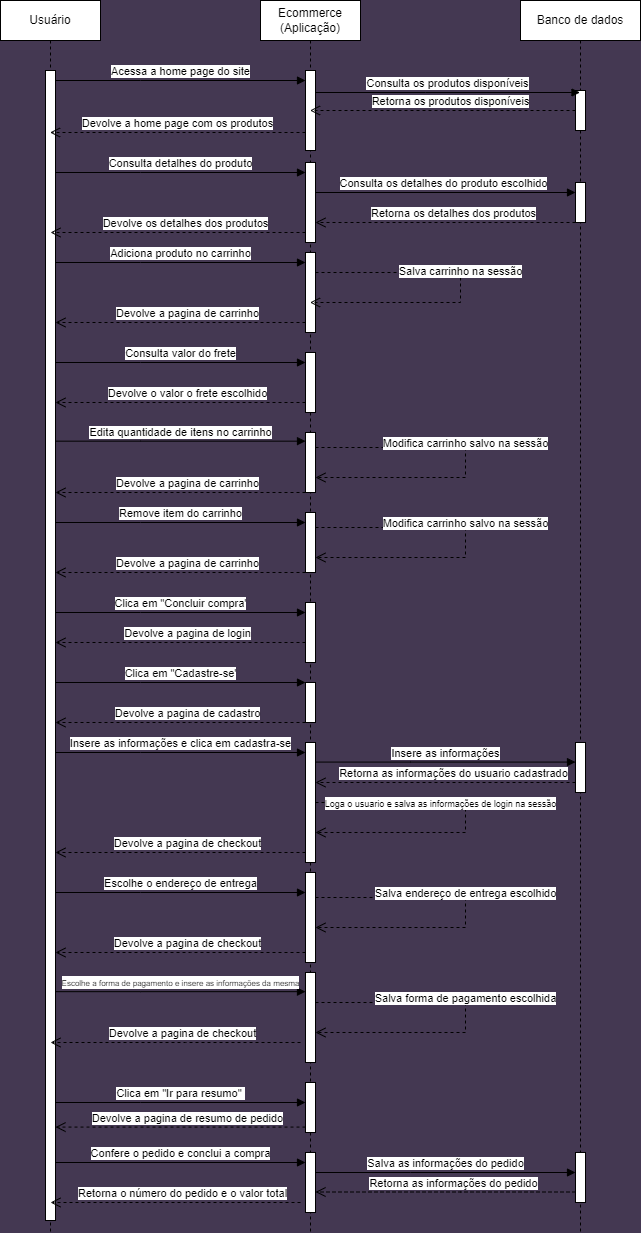 Usuário
Ecommerce
(Aplicação)
Banco de dados
Acessa a home page do site
Consulta os produtos disponíveis
Retorna os produtos disponíveis
Devolve a home page com os produtos
Consulta detalhes do produto
Consulta os detalhes do produto escolhido
Retorna os detalhes dos produtos
Devolve os detalhes dos produtos
Adiciona produto no carrinho
Salva carrinho na sessão
Devolve a pagina de carrinho
Consulta valor do frete
Devolve o valor o frete escolhido
Edita quantidade de itens no carrinho
Modifica carrinho salvo na sessão
Devolve a pagina de carrinho
Remove item do carrinho
Modifica carrinho salvo na sessão
Devolve a pagina de carrinho
Clica em "Concluir compra"
Devolve a pagina de login
Clica em "Cadastre-se"
Devolve a pagina de cadastro
Insere as informações e clica em cadastra-se
Insere as informações
Retorna as informações do usuario cadastrado
Loga o usuario e salva as informações de login na sessão
Devolve a pagina de checkout
Escolhe o endereço de entrega
Salva endereço de entrega escolhido
Devolve a pagina de checkout
Escolhe a forma de pagamento e insere as informações da mesma
Salva forma de pagamento escolhida
Devolve a pagina de checkout
Clica em "Ir para resumo"
Devolve a pagina de resumo de pedido
Confere o pedido e conclui a compra
Salva as informações do pedido
Retorna as informações do pedido
Retorna o número do pedido e o valor total